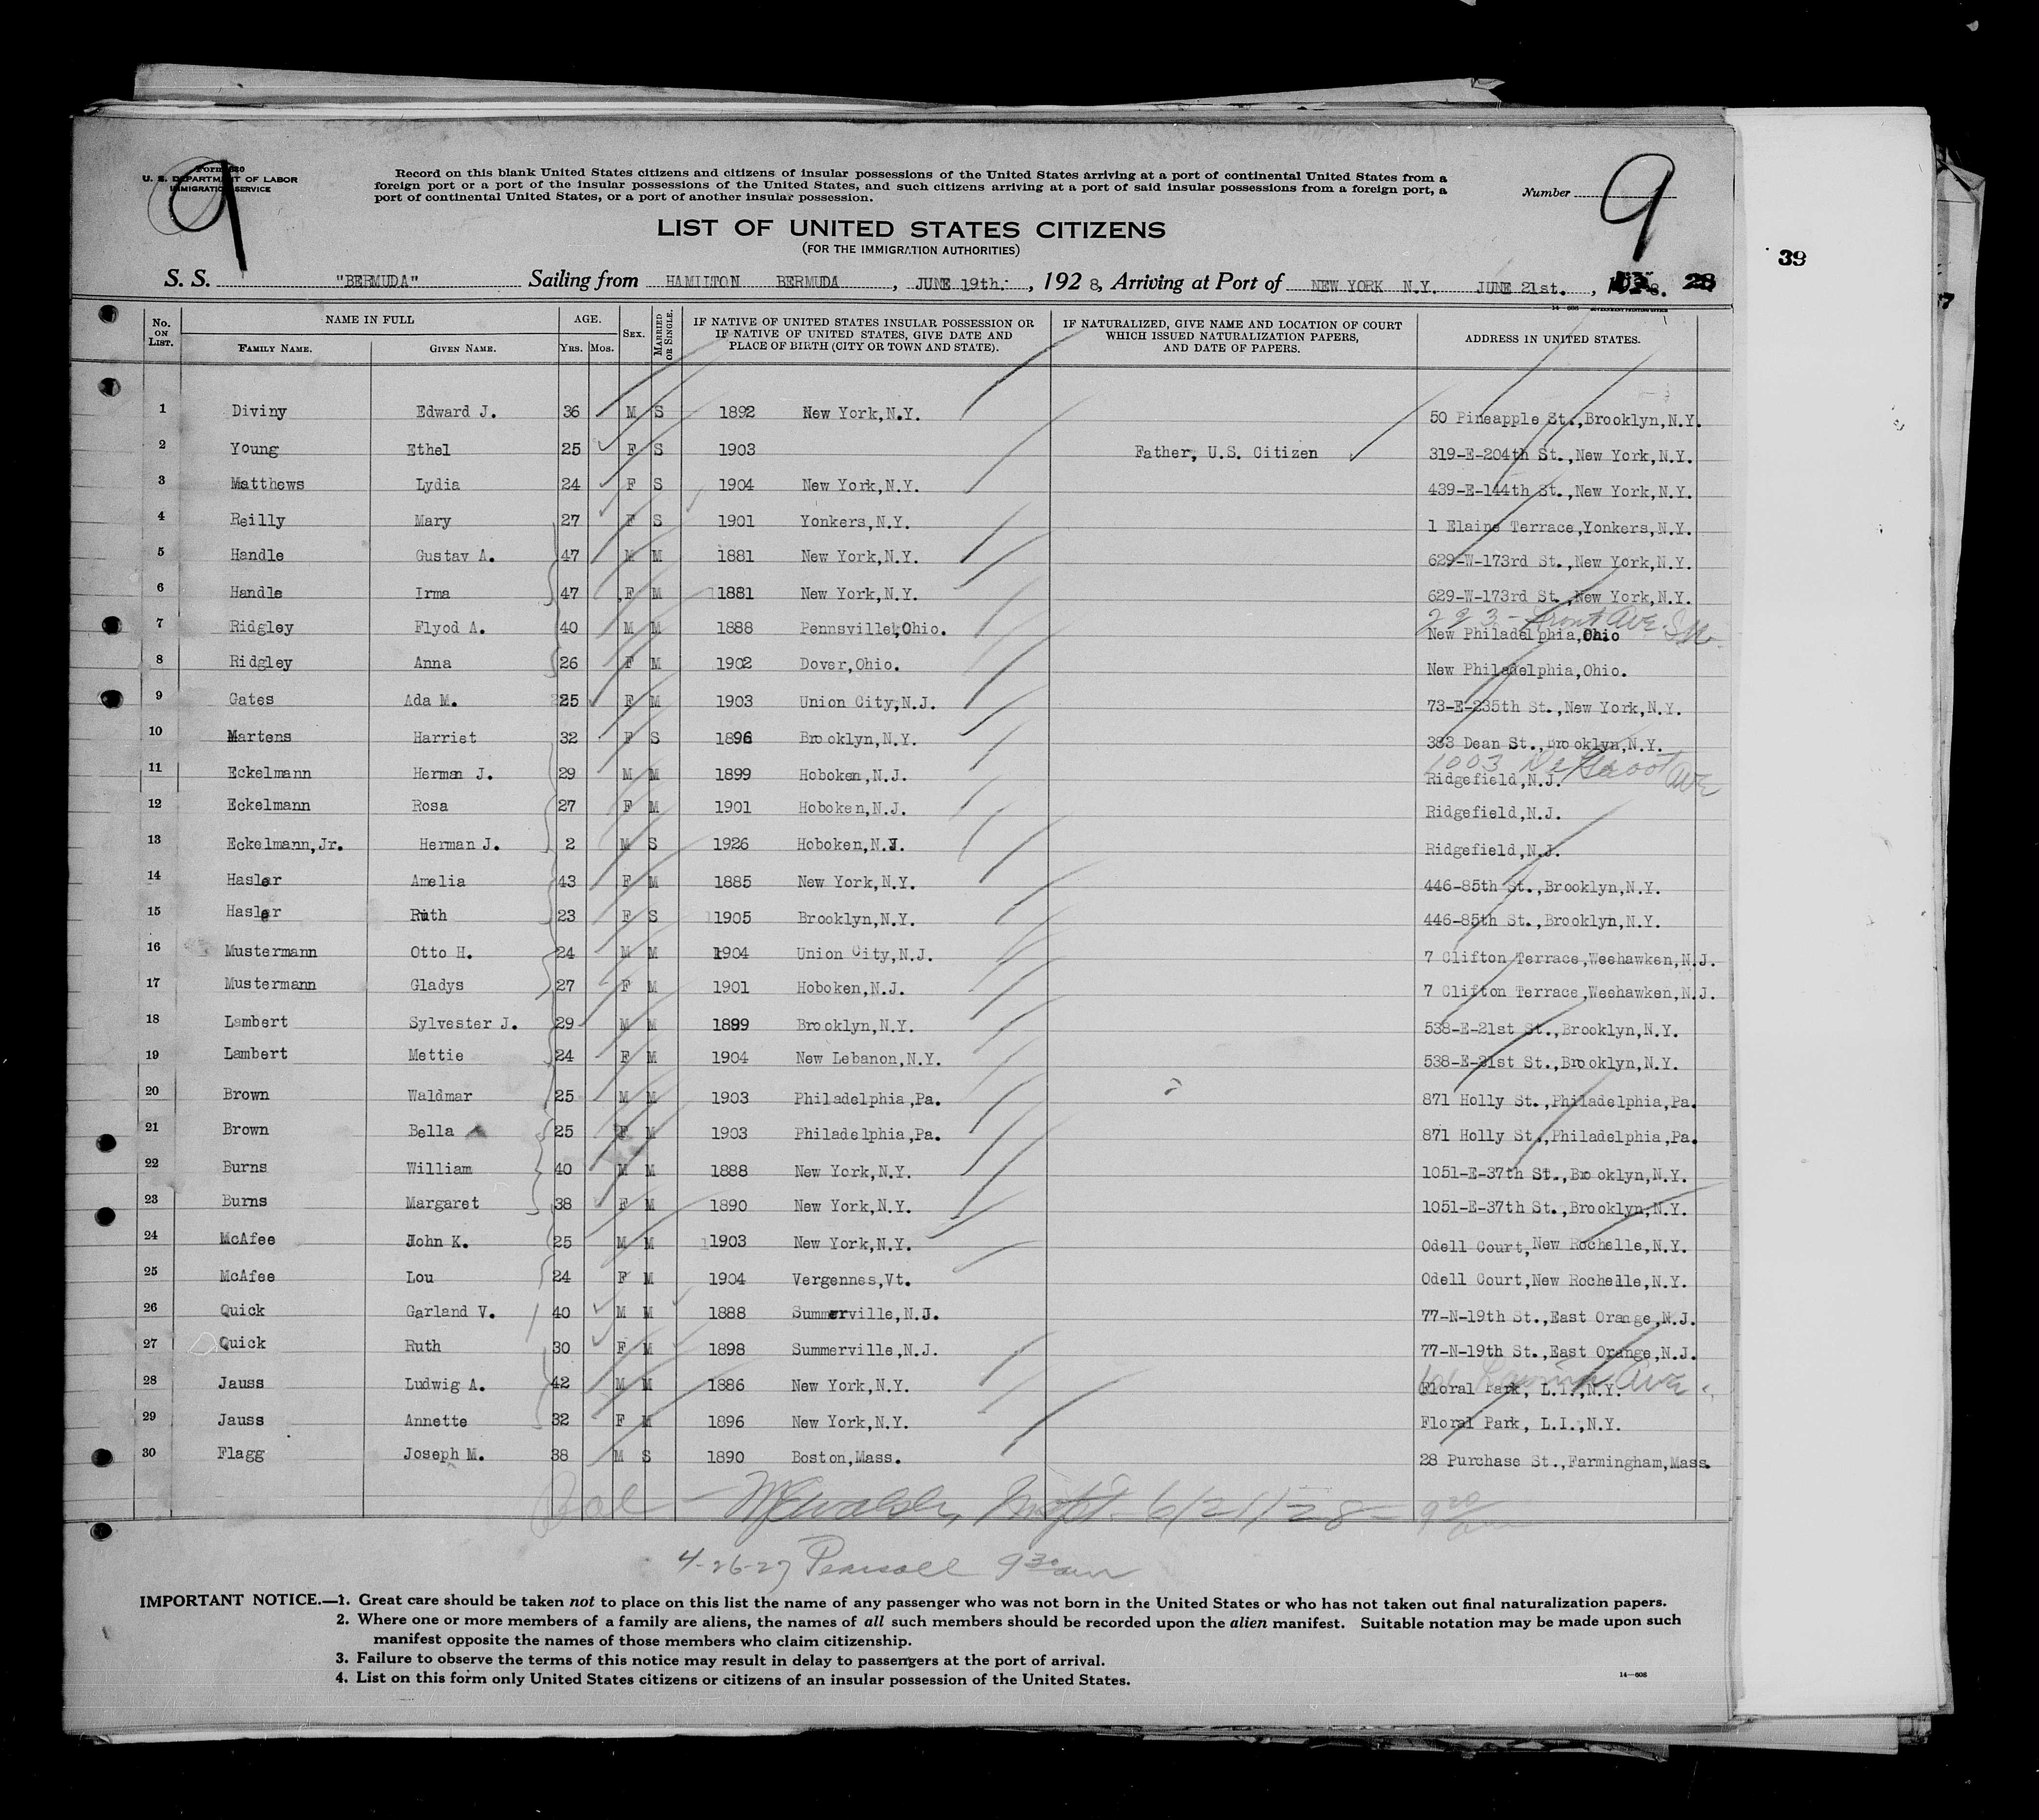 Form 630
U. S. DEPARTMENT OF LABOR
IMMIGRATION SERVICE
9
Record on this blank United States citizens and citizens of insular possessions of the United States arriving at a port of continental United States from a
foreign port or a port of the insular possessions of the United States, and such citizens arriving at a port of said insular possessions from a foreign port, a
port of continental United States, or a port of another insular possession.
Number 9
LIST OF UNITED STATES CITIZENS
(FOR THE IMMIGRATION AUTHORITIES)
39
S. S. "BERMUDA" Sailing from HAMILTON BERMUDA, JUNE 19th., 1928, Arriving at Port of NEW YORK N.Y. JUNE 21st., 28
No. ON LIST. NAME IN FULL FAMILY NAME. GIVEN NAME. AGE. Yrs. Mos. SEX. MARRIED OR SINGLE. IF NATIVE OF UNITED STATES INSULAR POSSESSION OR IF NATIVE OF UNITED STATES, GIVE DATE AND PLACE OF BIRTH (CITY OR TOWN AND STATE). IF NATURALIZED, GIVE NAME AND LOCATION OF COURT WHICH ISSUED NATURALIZATION PAPERS, AND DATE OF PAPERS. ADDRESS IN UNITED STATES.
1 Diviny Edward J. 36 M S 1892 New York,N.Y. 50 Pineapple St.,Brooklyn,N.Y.
2 Young Ethel 25 F S 1903 Father, U.S. Citizen 319-E-204th St.,New York,N.Y.
3 Matthews Lydia 24 F S 1904 New York,N.Y. 439-E-144th St.,New York,N.Y.
4 Reilly Mary 27 F S 1901 Yonkers,N.Y. 1 Elaine Terrace,Yonkers,N.Y.
5 Handle Gustav A. 47 M M 1881 New York,N.Y. 629-W-173rd St.,New York,N.Y.
6 Handle Irma 47 F M 1881 New York,N.Y. 629-W-173rd St.,New York,N.Y.
223 - Front Ave. S.W.
7 Ridgley Flyod A. 40 M M 1888 Pennsville,Ohio. New Philadelphia,Ohio
8 Ridgley Anna 26 F M 1902 Dover,Ohio. New Philadelphia,Ohio.
9 Gates Ada M. 25 F M 1903 Union City,N.J. 73-E-235th St.,New York,N.Y.
10 Martens Harriet 32 F S 1896 Brooklyn,N.Y. 383 Dean St.,Brooklyn,N.Y.
1003 De Groot Ave
11 Eckelmann Herman J. 29 M M 1899 Hoboken,N.J. Ridgefield,N.J.
12 Eckelmann Rosa 27 F M 1901 Hoboken,N.J. Ridgefield,N.J.
13 Eckelmann,Jr. Herman J. 2 M S 1926 Hoboken,N.J. Ridgefield,N.J.
14 Hasler Amelia 43 F M 1885 New York,N.Y. 446-85th St.,Brooklyn,N.Y.
15 Hasler Ruth 23 F S 1905 Brooklyn,N.Y. 446-85th St.,Brooklyn,N.Y.
16 Mustermann Otto H. 24 M M 1904 Union City,N.J. 7 Clifton Terrace,Weehawken,N.J.
17 Mustermann Gladys 27 F M 1901 Hoboken,N.J. 7 Clifton Terrace,Weehawken,N.J.
18 Lambert Sylvester J. 29 M M 1899 Brooklyn,N.Y. 538-E-21st St.,Brooklyn,N.Y.
19 Lambert Mettie 24 F M 1904 New Lebanon,N.Y. 538-E-21st St.,Brooklyn,N.Y.
20 Brown Waldmar 25 M M 1903 Philadelphia,Pa. 871 Holly St.,Philadelphia,Pa.
21 Brown Bella 25 F M 1903 Philadelphia,Pa. 871 Holly St.,Philadelphia,Pa.
22 Burns William 40 M M 1888 New York,N.Y. 1051-E-37th St.,Brooklyn,N.Y.
23 Burns Margaret 38 F M 1890 New York,N.Y. 1051-E-37th St.,Brooklyn,N.Y.
24 McAfee John K. 25 M M 1903 New York,N.Y. Odell Court,New Rochelle,N.Y.
25 McAfee Lou 24 F M 1904 Vergennes,Vt. Odell Court,New Rochelle,N.Y.
26 Quick Garland V. 40 M M 1888 Summerville,N.J. 77-N-19th St.,East Orange,N.J.
27 Quick Ruth 30 F M 1898 Summerville,N.J. 77-N-19th St.,East Orange,N.J.
28 Jauss Ludwig A. 42 M M 1886 New York,N.Y. Floral Park, L.I.,N.Y.
29 Jauss Annette 32 F M 1896 New York,N.Y. Floral Park, L.I.,N.Y.
30 Flagg Joseph M. 38 M S 1890 Boston,Mass. 28 Purchase St.,Farmingham,Mass.
Inspt. 6/21/28 9 20 am
4-26-27 Pearsall 9 30 am
IMPORTANT NOTICE.—1. Great care should be taken not to place on this list the name of any passenger who was not born in the United States or who has not taken out final naturalization papers.
2. Where one or more members of a family are aliens, the names of all such members should be recorded upon the alien manifest. Suitable notation may be made upon such
manifest opposite the names of those members who claim citizenship.
3. Failure to observe the terms of this notice may result in delay to passengers at the port of arrival.
4. List on this form only United States citizens or citizens of an insular possession of the United States.
14—608